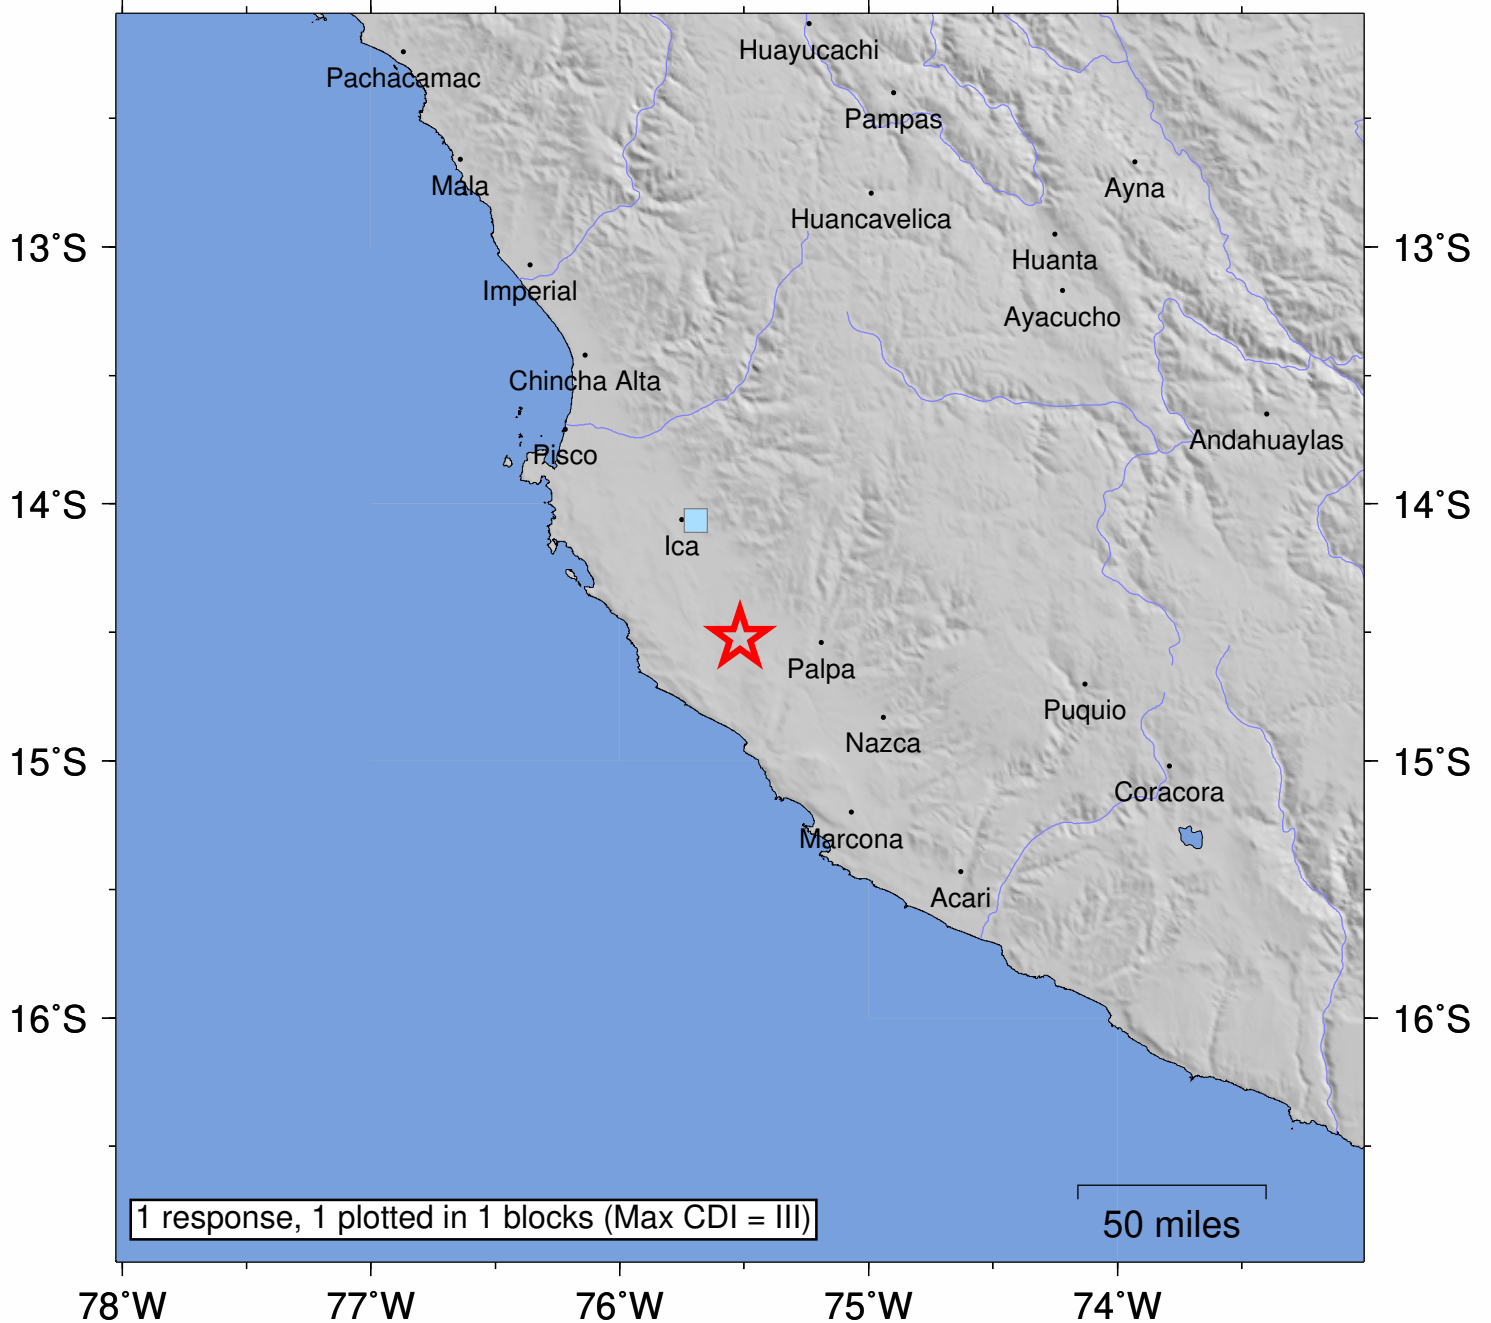 Huayucachi
Pachacamac
Pampas
Mala
Ayna
Huancavelica
13°S
13°S
Huanta
Imperial
Ayacucho
Chincha Alta
Andahuaylas
Pisco
14°S
14°S
Ica
Palpa
Puquio
Nazca
15°S
15°S
Coracora
Marcona
Acari
16°S
16°S
1 response, 1 plotted in 1 blocks (Max CDI = III)
50 miles
78°W
77°W
76°W
75°W
74°W